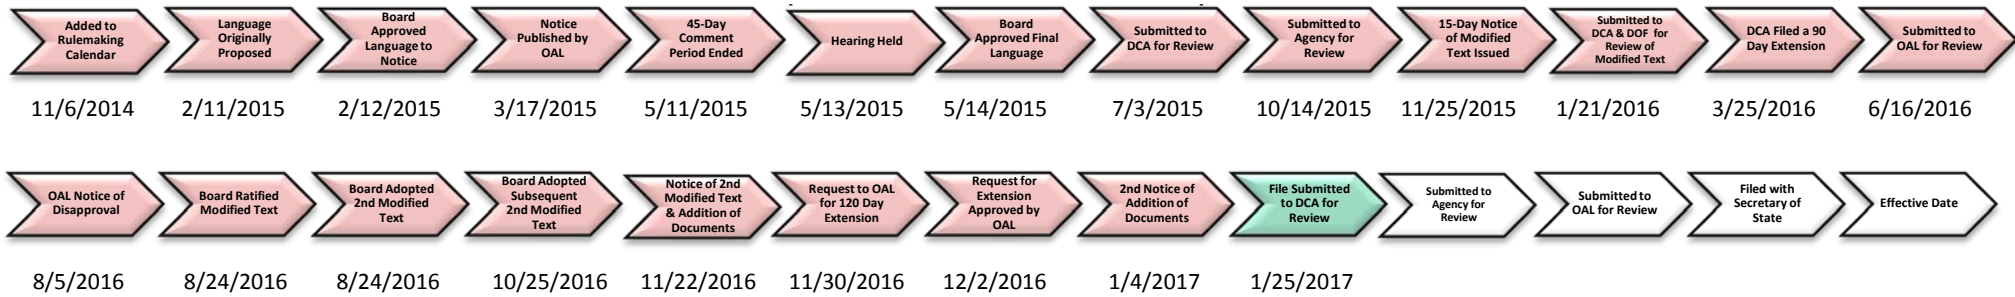 Added to
Rulemaking
Calendar
Language
Originally
Proposed
Board
Approved
Language to
Notice
Notice
Published by
OAL
45-Day
Comment
Period Ended
Hearing Held
Board
Approved Final
Language
Submitted to
DCA for Review
Submitted to
Agency for
Review
15-Day Notice
of Modified
Text Issued
Submitted to
DCA & DOF for
Review of
Modified Text
DCA Filed a 90
Day Extension
Submitted to
OAL for Review
11/6/2014
2/11/2015
2/12/2015
3/17/2015
5/11/2015
5/13/2015
5/14/2015
7/3/2015
10/14/2015
11/25/2015
1/21/2016
3/25/2016
6/16/2016
OAL Notice of
Disapproval
Board Ratified
Modified Text
Board Adopted
2nd Modified
Text
Board Adopted
Subsequent
2nd Modified
Text
Notice of 2nd
Modified Text
& Addition of
Documents
Request to OAL
for 120 Day
Extension
Request for
Extension
Approved by
OAL
2nd Notice of
Addition of
Documents
File Submitted
to DCA for
Review
Submitted to
Agency for
Review
Submitted to
OAL for Review
Filed with
Secretary of
State
Effective Date
8/5/2016
8/24/2016
8/24/2016
10/25/2016
11/22/2016
11/30/2016
12/2/2016
1/4/2017
1/25/2017